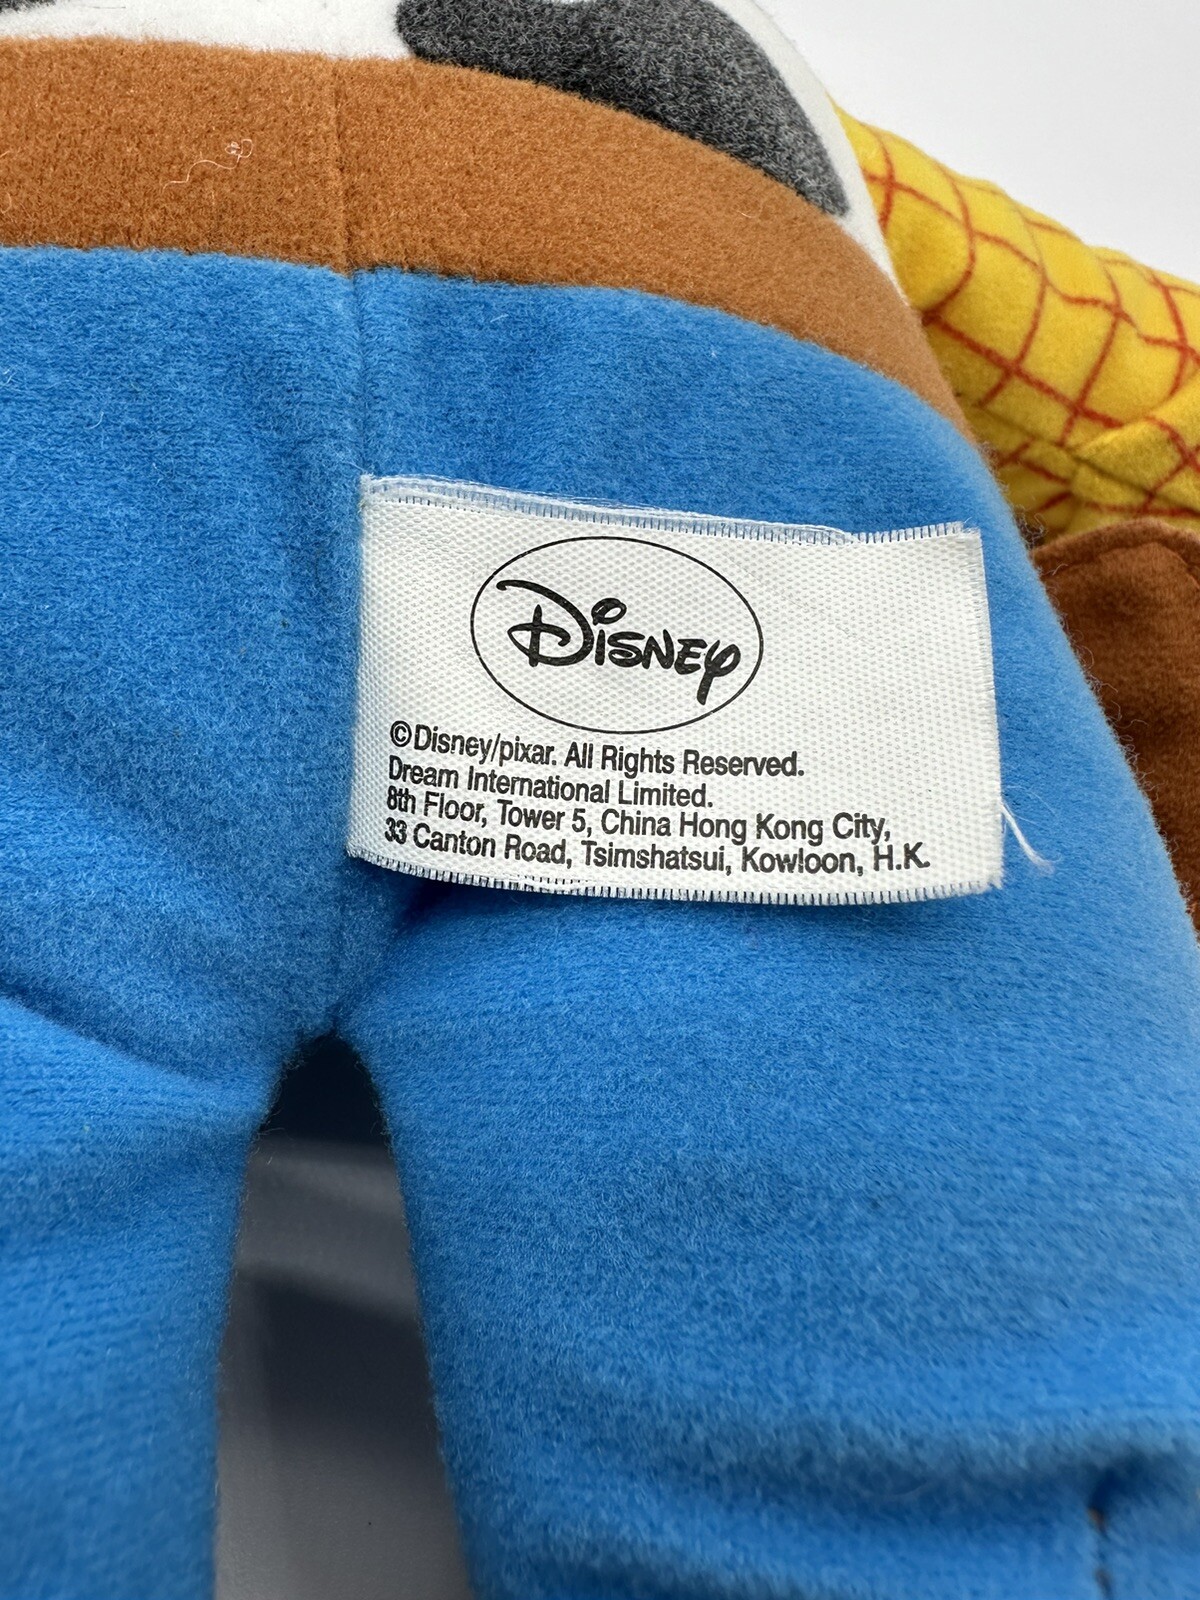 Disney
©Disney/pixar. All Rights Reserved.
Dream International Limited.
8th Floor, Tower 5, China Hong Kong City,
33 Canton Road, Tsimshatsui, Kowloon, H.K.